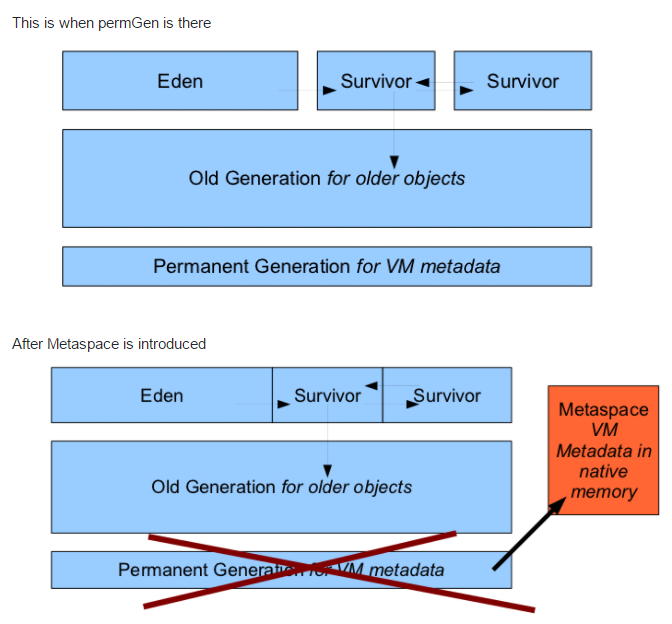 This is when permGen is there
Eden
Survivor
Survivor
Old Generation for older objects
Permanent Generation for VM metadata
After Metaspace is introduced
Eden
Survivor
Survivor
Metaspace
VM
Metadata in
native
memory
Old Generation for older objects
Permanent Generation for VM metadata